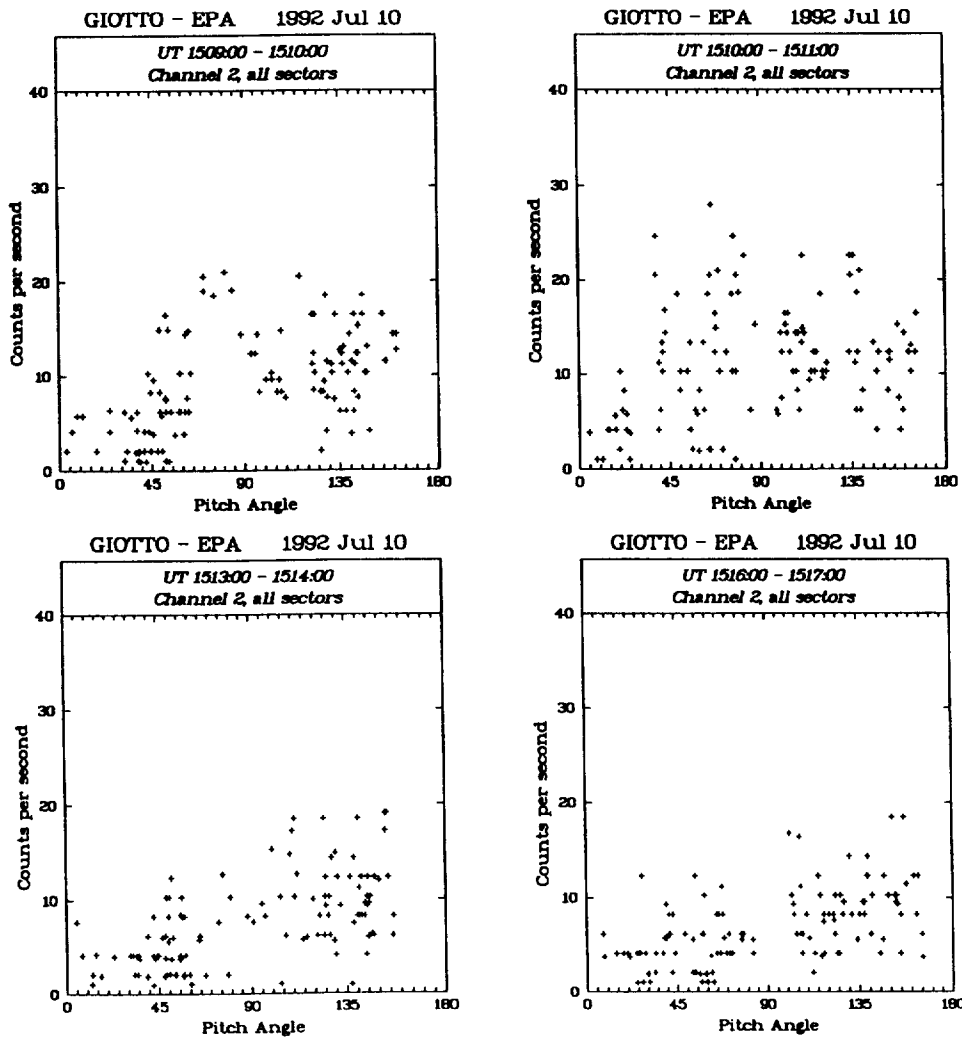 GIOTTO - EPA 1992 Jul 10
UT 1509:00 - 1510:00
Channel 2, all sectors
40
30
20
10
0
Counts per second
0 45 90 135 180
Pitch Angle
GIOTTO - EPA 1992 Jul 10
UT 1510:00 - 1511:00
Channel 2, all sectors
40
30
20
10
0
Counts per second
0 45 90 135 180
Pitch Angle
GIOTTO - EPA 1992 Jul 10
UT 1513:00 - 1514:00
Channel 2, all sectors
40
30
20
10
0
Counts per second
0 45 90 135 180
Pitch Angle
GIOTTO - EPA 1992 Jul 10
UT 1516:00 - 1517:00
Channel 2, all sectors
40
30
20
10
0
Counts per second
0 45 90 135 180
Pitch Angle